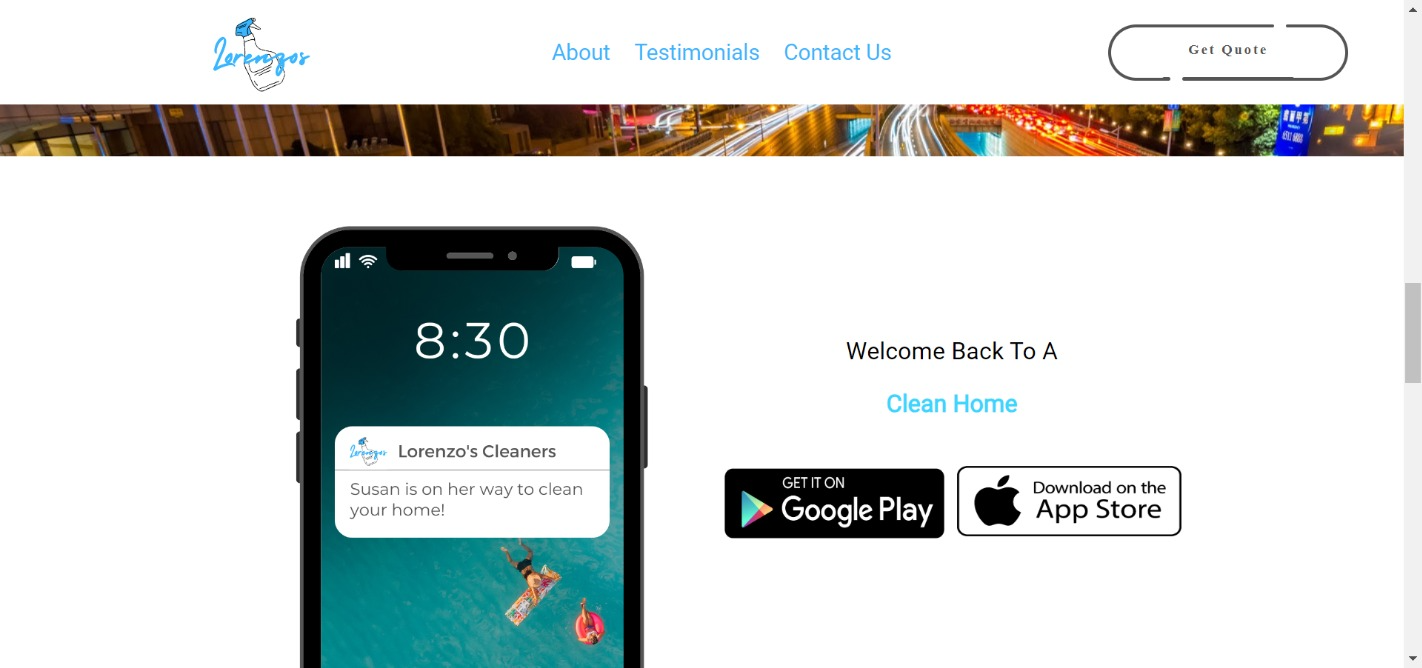 Lorenzos
About Testimonials Contact Us
Get Quote
8:30
Welcome Back To A
Clean Home
Lorenzos
Lorenzo's Cleaners
Susan is on her way to clean
your home!
GET IT ON
Google Play
Download on the
App Store